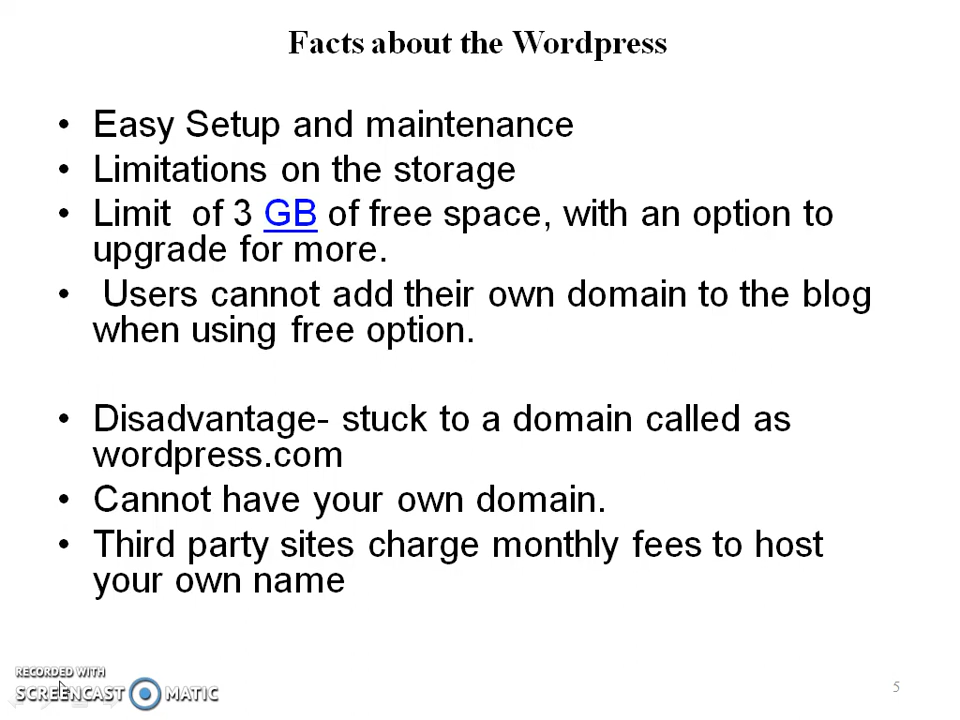 Facts about the Wordpress
• Easy Setup and maintenance
• Limitations on the storage
• Limit of 3 GB of free space, with an option to
upgrade for more.
• Users cannot add their own domain to the blog
when using free option.
• Disadvantage- stuck to a domain called as
wordpress.com
• Cannot have your own domain.
• Third party sites charge monthly fees to host
your own name
RECORDED WITH
SCREENCAST MATIC
5